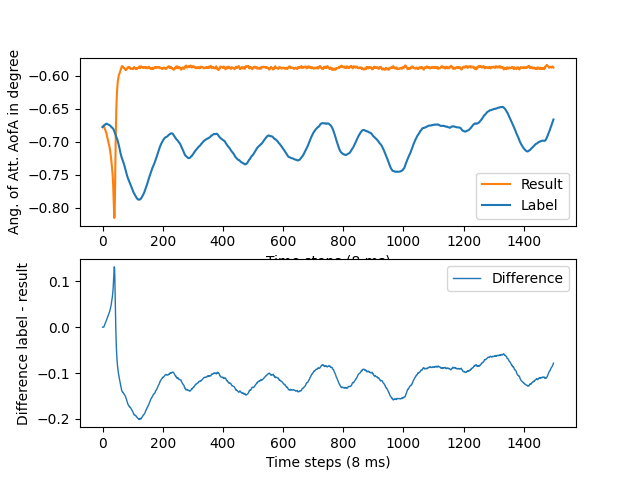 Ang. of Att. AofA in degree
−0.60
−0.65
−0.70
−0.75
−0.80
0 200 400 600 800 1000 1200 1400
Result
Label
Time steps (8 ms)
Difference label - result
0.1
0.0
−0.1
−0.2
Difference
0 200 400 600 800 1000 1200 1400
Time steps (8 ms)